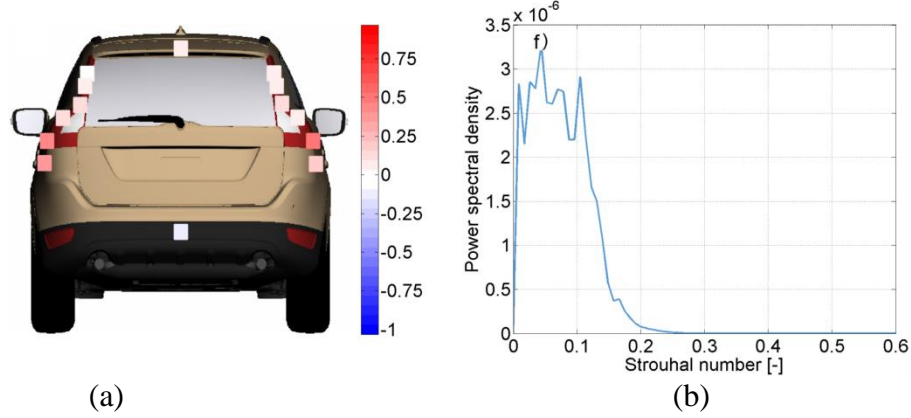 a)
0.75
0.5
0.25
0
-0.25
-0.5
0.75
-1
x 10⁻⁶
3.5
3
2.5
2
1.5
1
0.5
0
Power spectral density
f)
0 0.1 0.2 0.3 0.4 0.5 0.6
Strouhal number [-]
(a) (b)